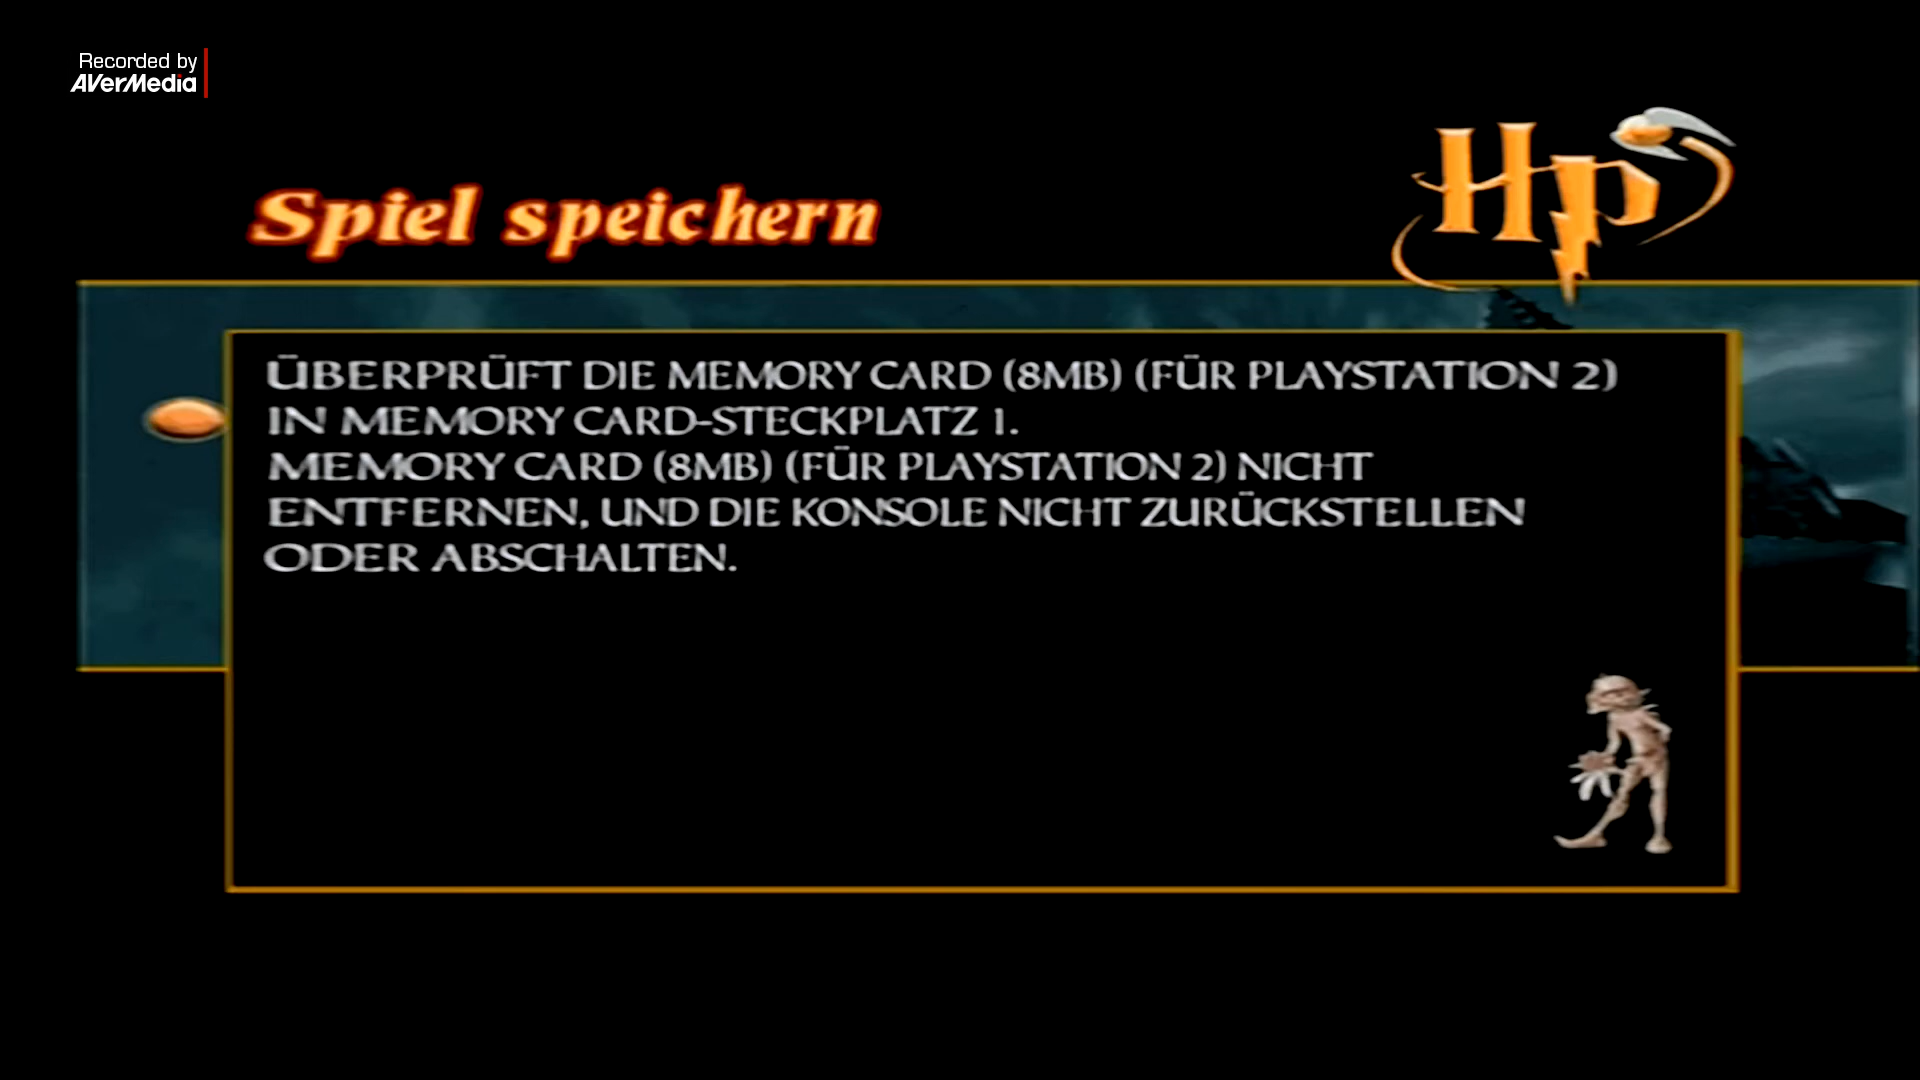 Recorded by
AVerMedia
HP
Spiel speichern
ÜBERPRÜFT DIE MEMORY CARD (8MB) (FÜR PLAYSTATION 2)
IN MEMORY CARD-STECKPLATZ 1.
MEMORY CARD (8MB) (FÜR PLAYSTATION 2) NICHT
ENTFERNEN, UND DIE KONSOLE NICHT ZURÜCKSTELLEN
ODER ABSCHALTEN.